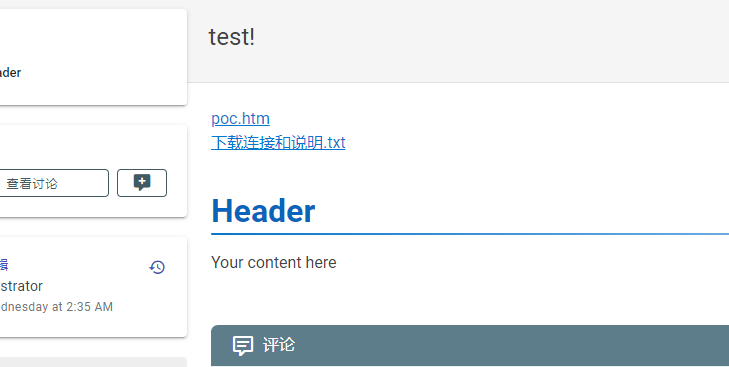 test!
ader
poc.htm
下载连接和说明.txt
查看讨论
Header
Your content here
辑
strator
dnesday at 2:35 AM
评论